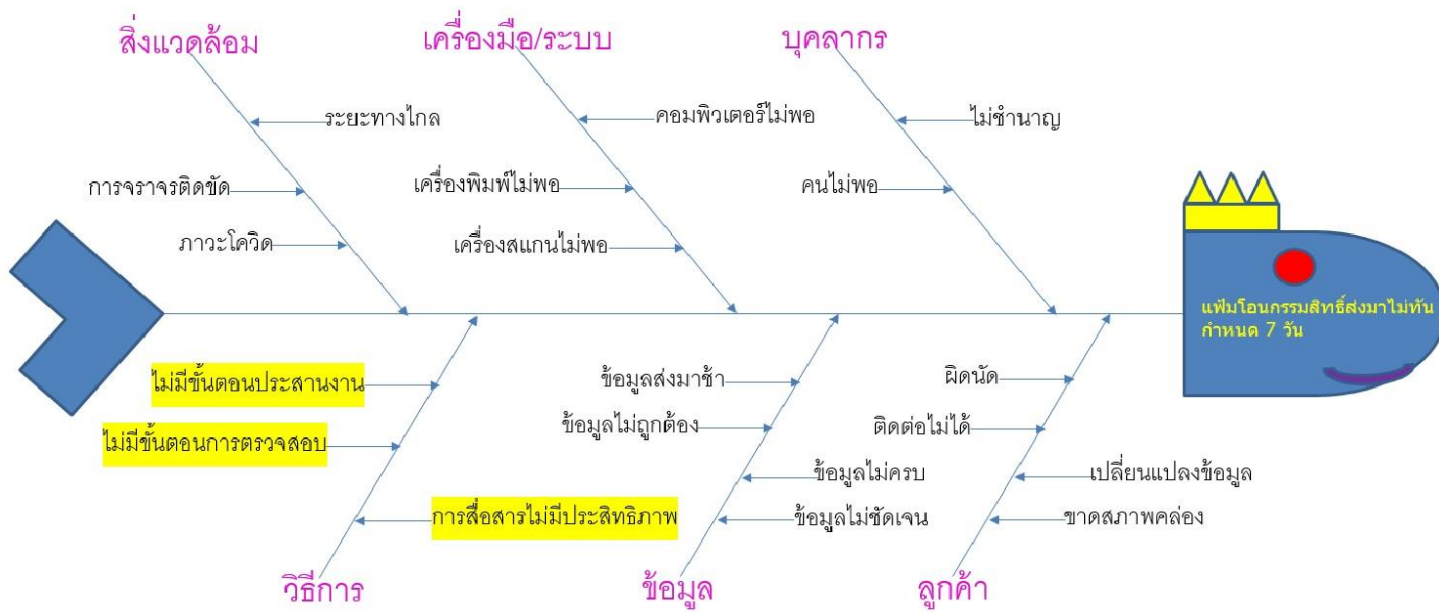 สิ่งแวดล้อม
เครื่องมือ/ระบบ
บุคลากร
ระยะทางไกล
คอมพิวเตอร์ไม่พอ
ไม่ชำนาญ
การจราจรติดขัด
เครื่องพิมพ์ไม่พอ
คนไม่พอ
ภาวะโควิด
เครื่องสแกนไม่พอ
แฟ้มโอนกรรมสิทธิ์ส่งมาไม่ทัน
กำหนด 7 วัน
ไม่มีขั้นตอนประสานงาน
ข้อมูลส่งมาช้า
ผิดนัด
ไม่มีขั้นตอนการตรวจสอบ
ข้อมูลไม่ถูกต้อง
ติดต่อไม่ได้
ข้อมูลไม่ครบ
เปลี่ยนแปลงข้อมูล
การสื่อสารไม่มีประสิทธิภาพ
ข้อมูลไม่ชัดเจน
ขาดสภาพคล่อง
วิธีการ
ข้อมูล
ลูกค้า